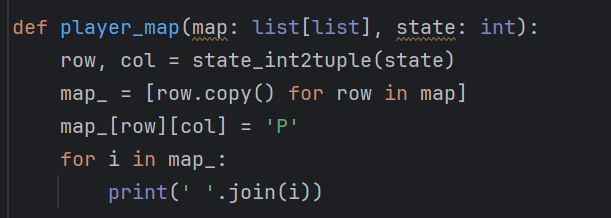 def player_map(map: list[list], state: int):
    row, col = state_int2tuple(state)
    map_ = [row.copy() for row in map]
    map_[row][col] = 'P'
    for i in map_:
        print(' '.join(i))